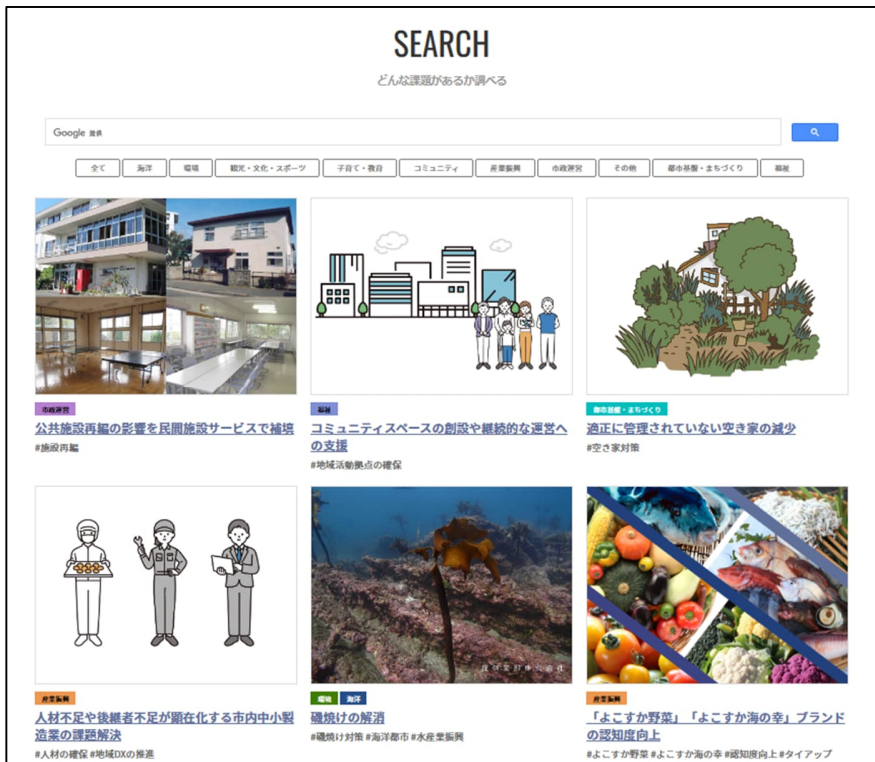 SEARCH
どんな課題があるか調べる
Google 提供
全て
海洋
環境
観光・文化・スポーツ
子育て・教育
コミュニティ
産業振興
市政運営
その他
都市基盤・まちづくり
福祉
市政運営
公共施設再編の影響を民間施設サービスで補填
#施設再編
福祉
コミュニティスペースの創設や継続的な運営へ
の支援
#地域活動拠点の確保
都市基盤・まちづくり
適正に管理されていない空き家の減少
#空き家対策
産業振興
人材不足や後継者不足が顕在化する市内中小製
造業の課題解決
#人材の確保 #地域DXの推進
環境
海洋
磯焼けの解消
#磯焼け対策 #海洋都市 #水産業振興
産業振興
「よこすか野菜」「よこすか海の幸」ブランド
の認知度向上
#よこすか野菜 #よこすか海の幸 #認知度向上 #タイアップ